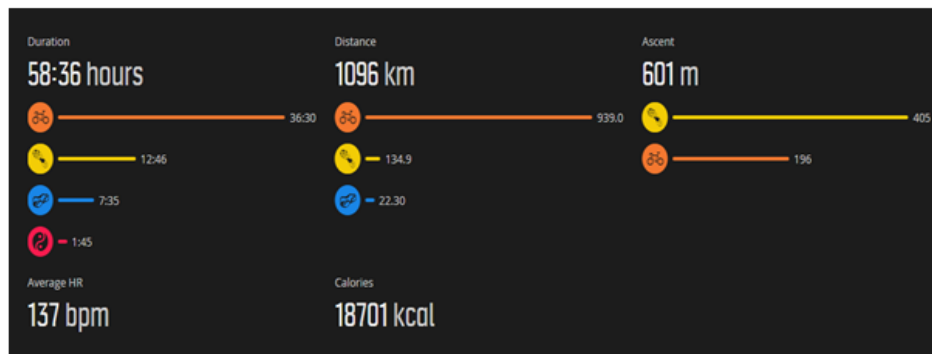 Duration
58:36 hours
36:30
12:46
7:35
1:45
Distance
1096 km
939.0
134.9
22.30
Ascent
601 m
405
196
Average HR
137 bpm
Calories
18701 kcal